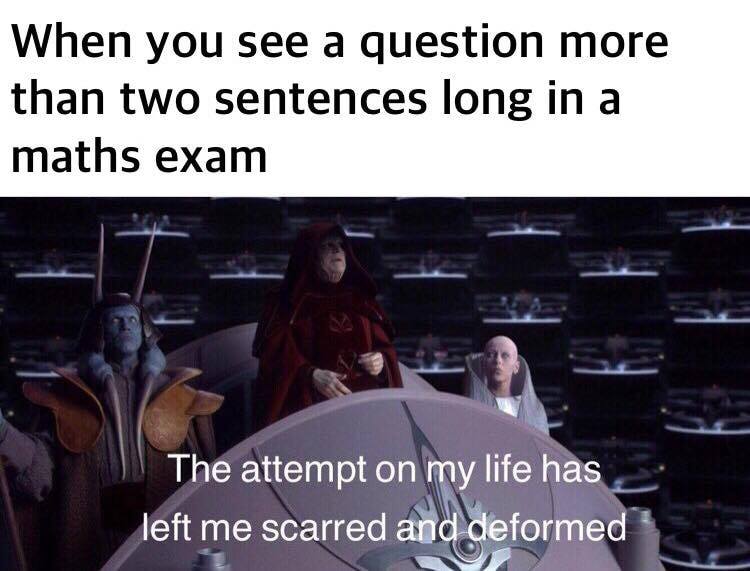 When you see a question more
than two sentences long in a
maths exam
The attempt on my life has
left me scarred and deformed